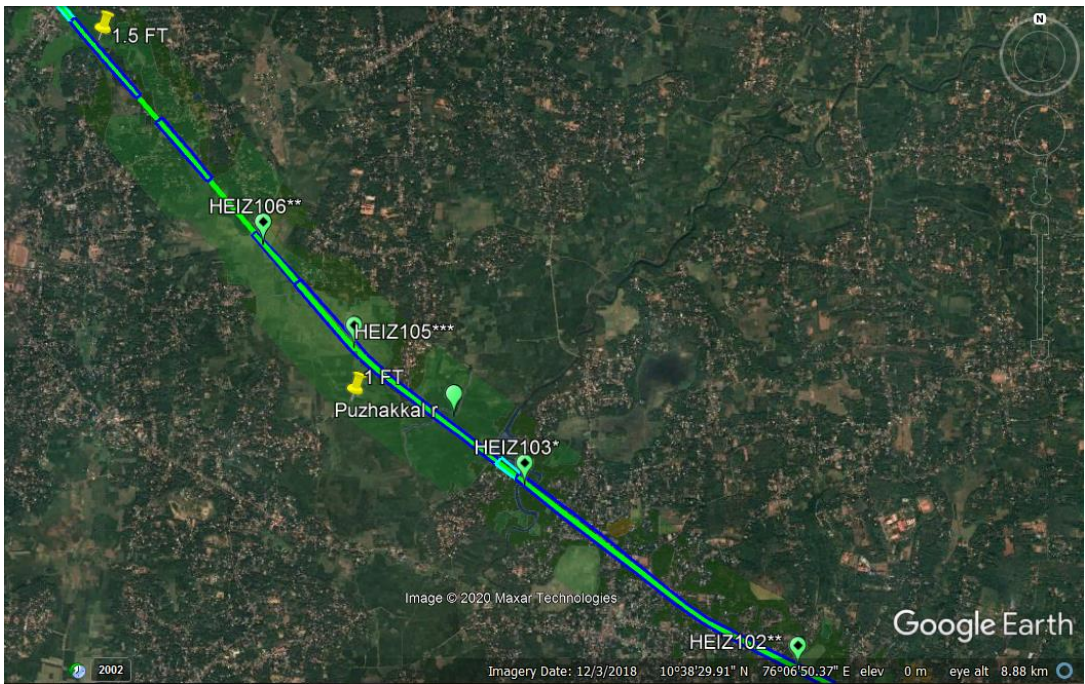 N
1.5 FT
HEIZ106**
HEIZ105***
1 FT
Puzhakkal r
HEIZ103*
Image © 2020 Maxar Technologies
Google Earth
HEIZ102**
2002
Imagery Date: 12/3/2018 10°38'29.91" N 76°06'50.37" E elev 0 m eye alt 8.88 km